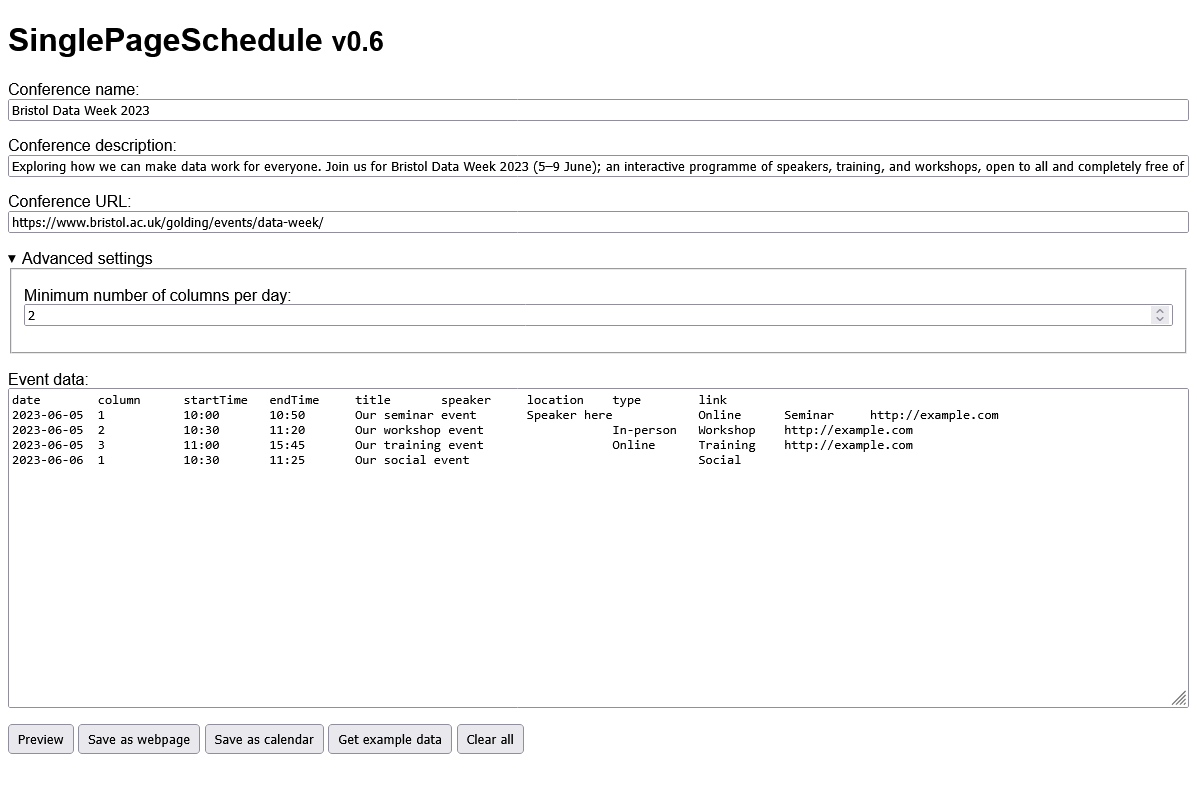 SinglePageSchedule v0.6
Conference name:
Bristol Data Week 2023
Conference description:
Exploring how we can make data work for everyone. Join us for Bristol Data Week 2023 (5–9 June); an interactive programme of speakers, training, and workshops, open to all and completely free of
Conference URL:
https://www.bristol.ac.uk/golding/events/data-week/
▾ Advanced settings
Minimum number of columns per day:
2
Event data:
date column startTime endTime title speaker location type link
2023-06-05 1 10:00 10:50 Our seminar event Speaker here Online Seminar http://example.com
2023-06-05 2 10:30 11:20 Our workshop event In-person Workshop http://example.com
2023-06-05 3 11:00 15:45 Our training event Online Training http://example.com
2023-06-06 1 10:30 11:25 Our social event Social
Preview Save as webpage Save as calendar Get example data Clear all